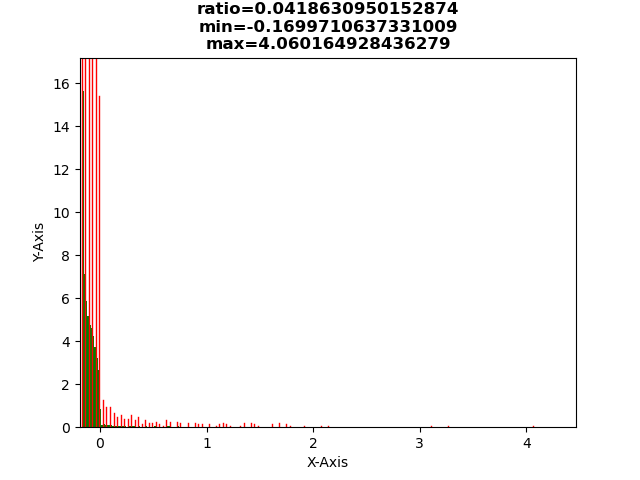 ratio=0.0418630950152874
min=-0.1699710637331009
max=4.060164928436279
16
14
12
10
8
6
4
2
0
Y-Axis
0 1 2 3 4
X-Axis